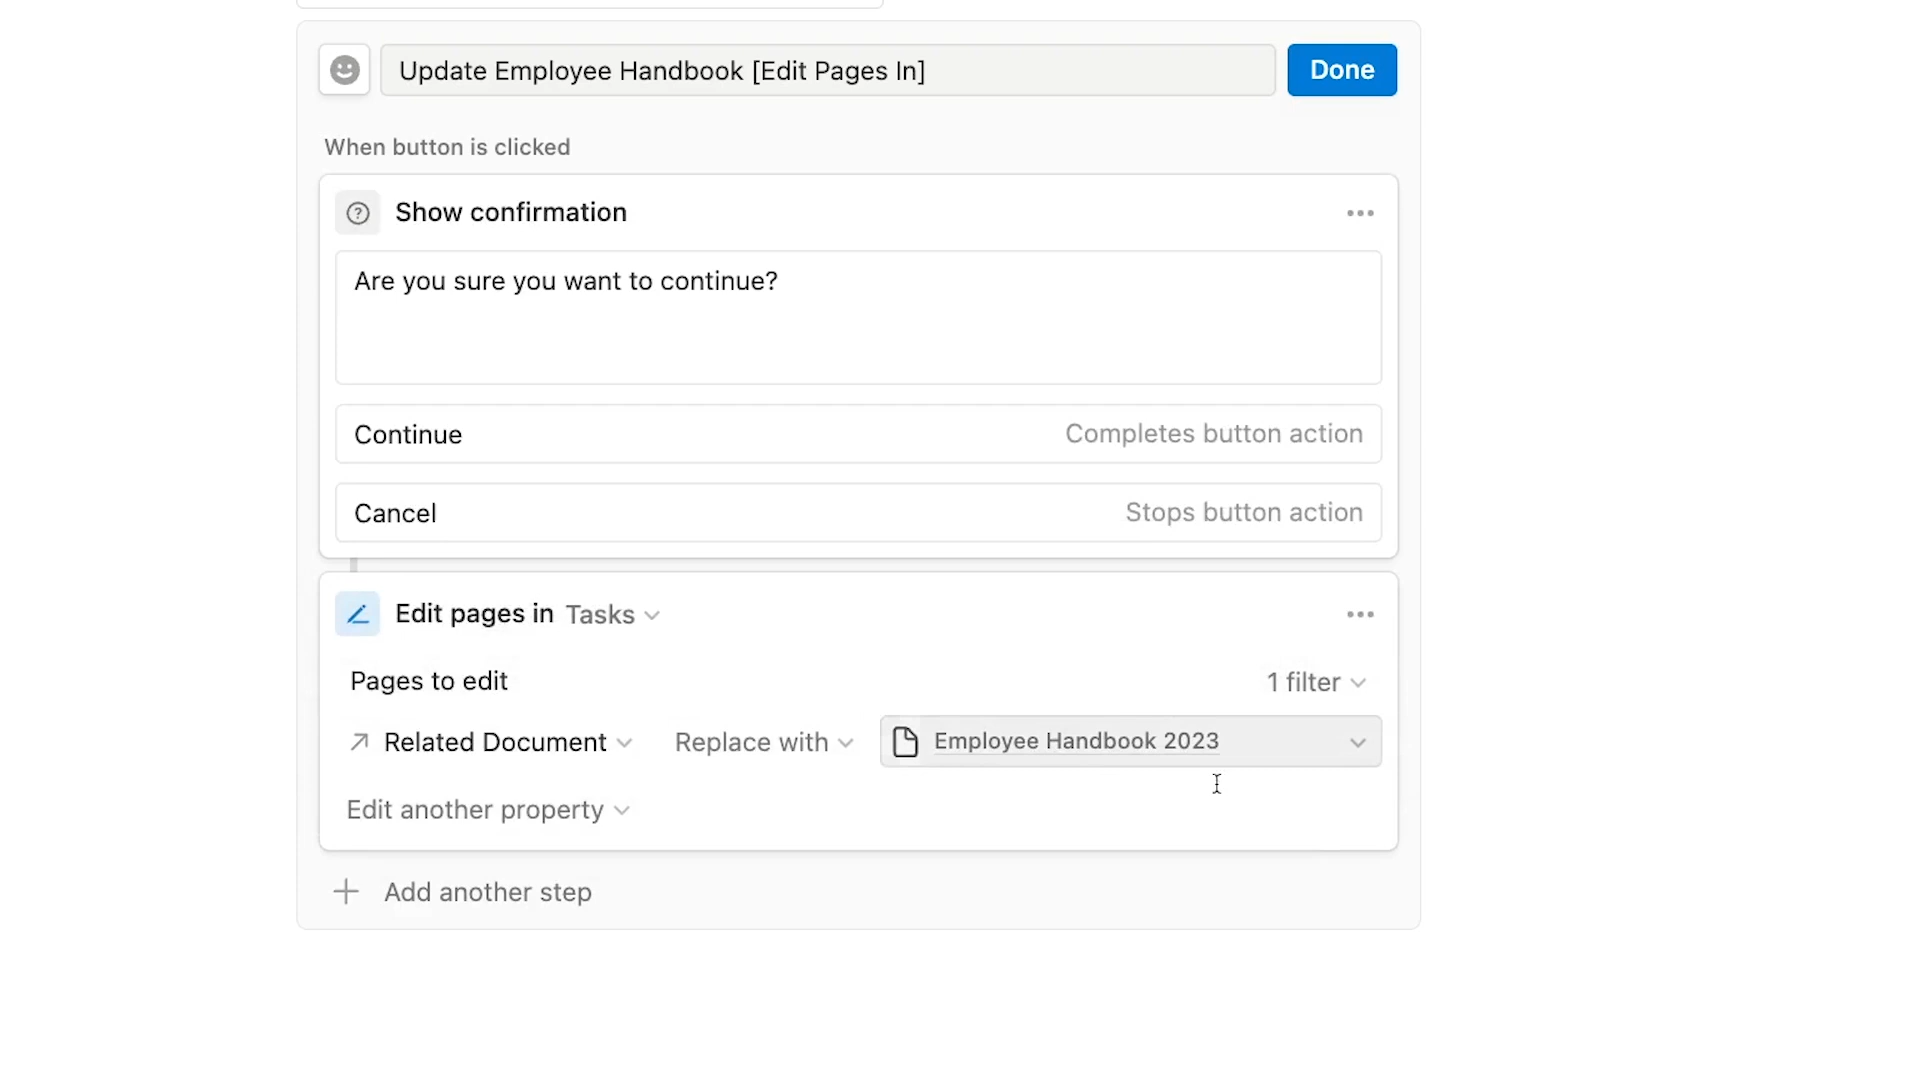 Update Employee Handbook [Edit Pages In]
Done
When button is clicked
Show confirmation
Are you sure you want to continue?
Continue
Completes button action
Cancel
Stops button action
Edit pages in Tasks
Pages to edit
1 filter
Related Document
Replace with
Employee Handbook 2023
Edit another property
Add another step